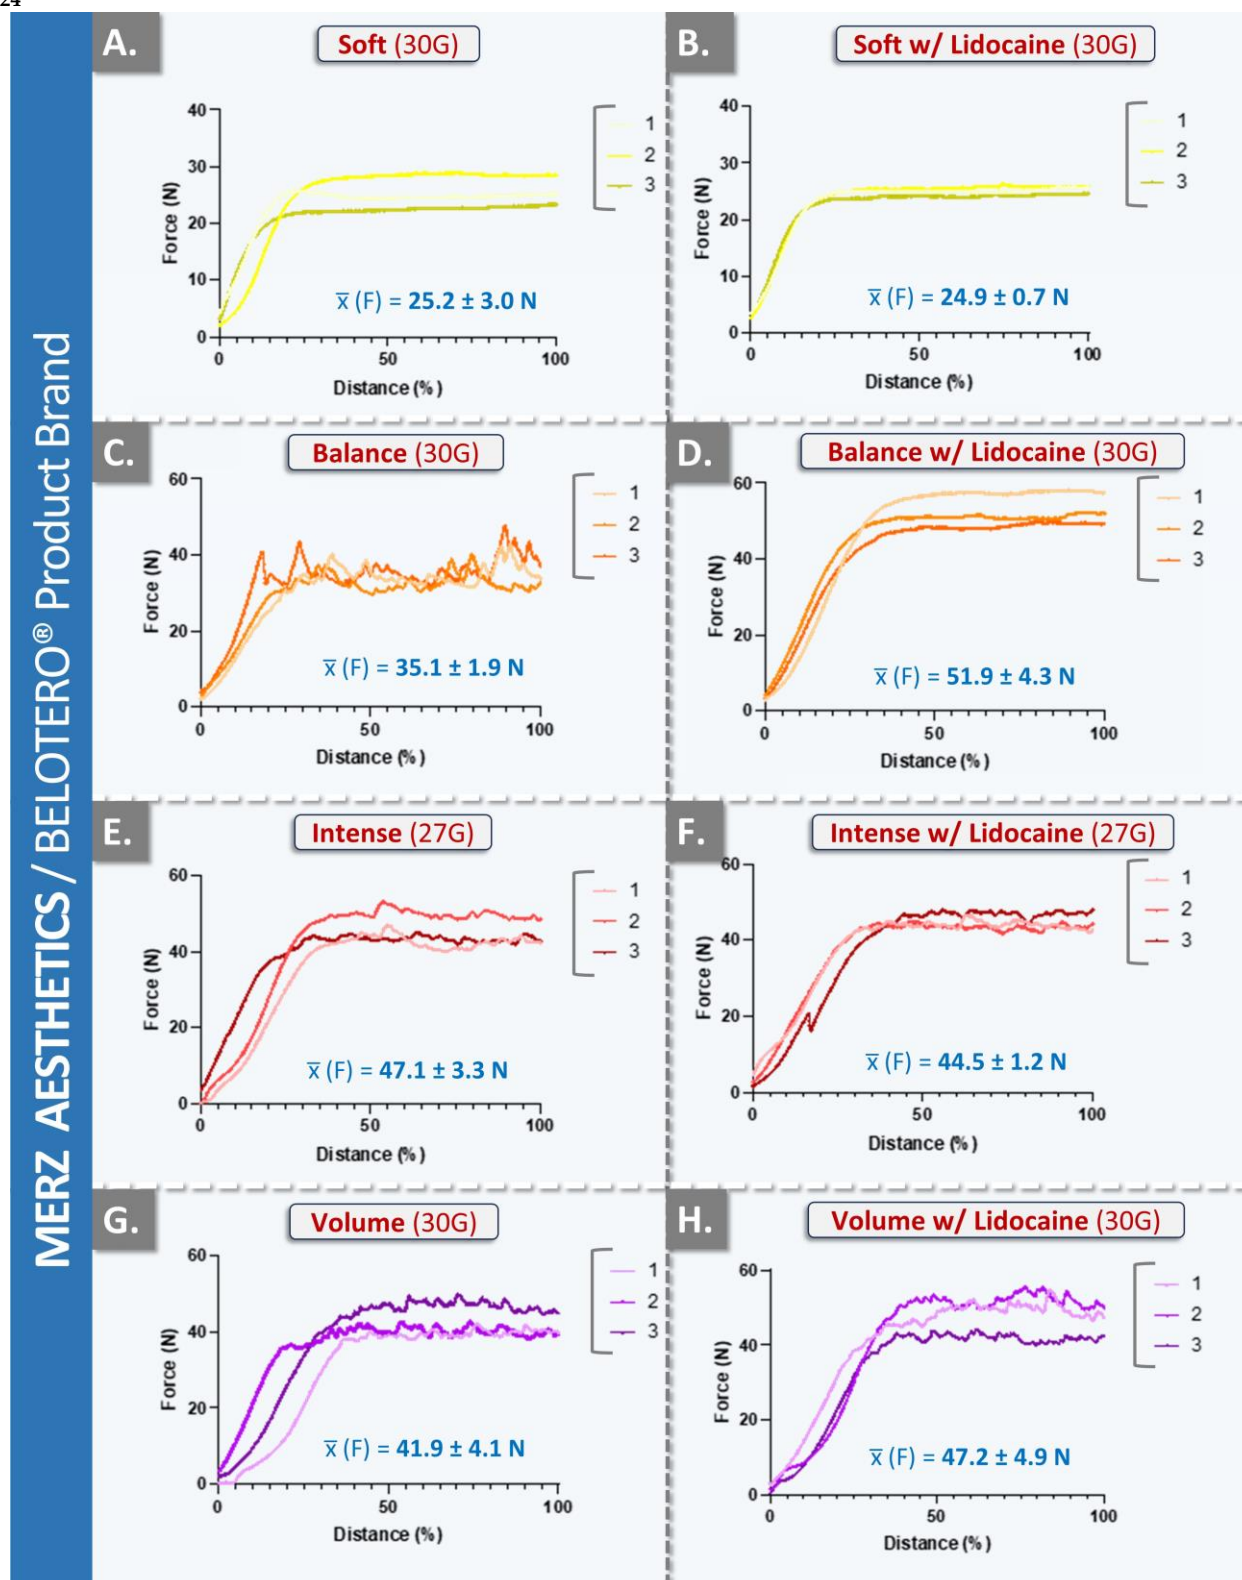 24
MERZ AESTHETICS / BELOTERO® Product Brand
A.
Soft (30G)
40
30
20
10
0
Force (N)
0
50
100
Distance (%)
1
2
3
x̅ (F) = 25.2 ± 3.0 N
B.
Soft w/ Lidocaine (30G)
40
30
20
10
0
Force (N)
0
50
100
Distance (%)
1
2
3
x̅ (F) = 24.9 ± 0.7 N
C.
Balance (30G)
60
40
20
0
Force (N)
0
50
100
Distance (%)
1
2
3
x̅ (F) = 35.1 ± 1.9 N
D.
Balance w/ Lidocaine (30G)
60
40
20
0
Force (N)
50
100
Distance (%)
1
2
3
x̅ (F) = 51.9 ± 4.3 N
E.
Intense (27G)
60
40
20
0
Force (N)
0
50
100
Distance (%)
1
2
3
x̅ (F) = 47.1 ± 3.3 N
F.
Intense w/ Lidocaine (27G)
60
40
20
0
Force (N)
0
50
100
Distance (%)
1
2
3
x̅ (F) = 44.5 ± 1.2 N
G.
Volume (30G)
60
40
20
0
Force (N)
0
50
100
Distance (%)
1
2
3
x̅ (F) = 41.9 ± 4.1 N
H.
Volume w/ Lidocaine (30G)
60
40
20
0
Force (N)
0
50
100
Distance (%)
1
2
3
x̅ (F) = 47.2 ± 4.9 N